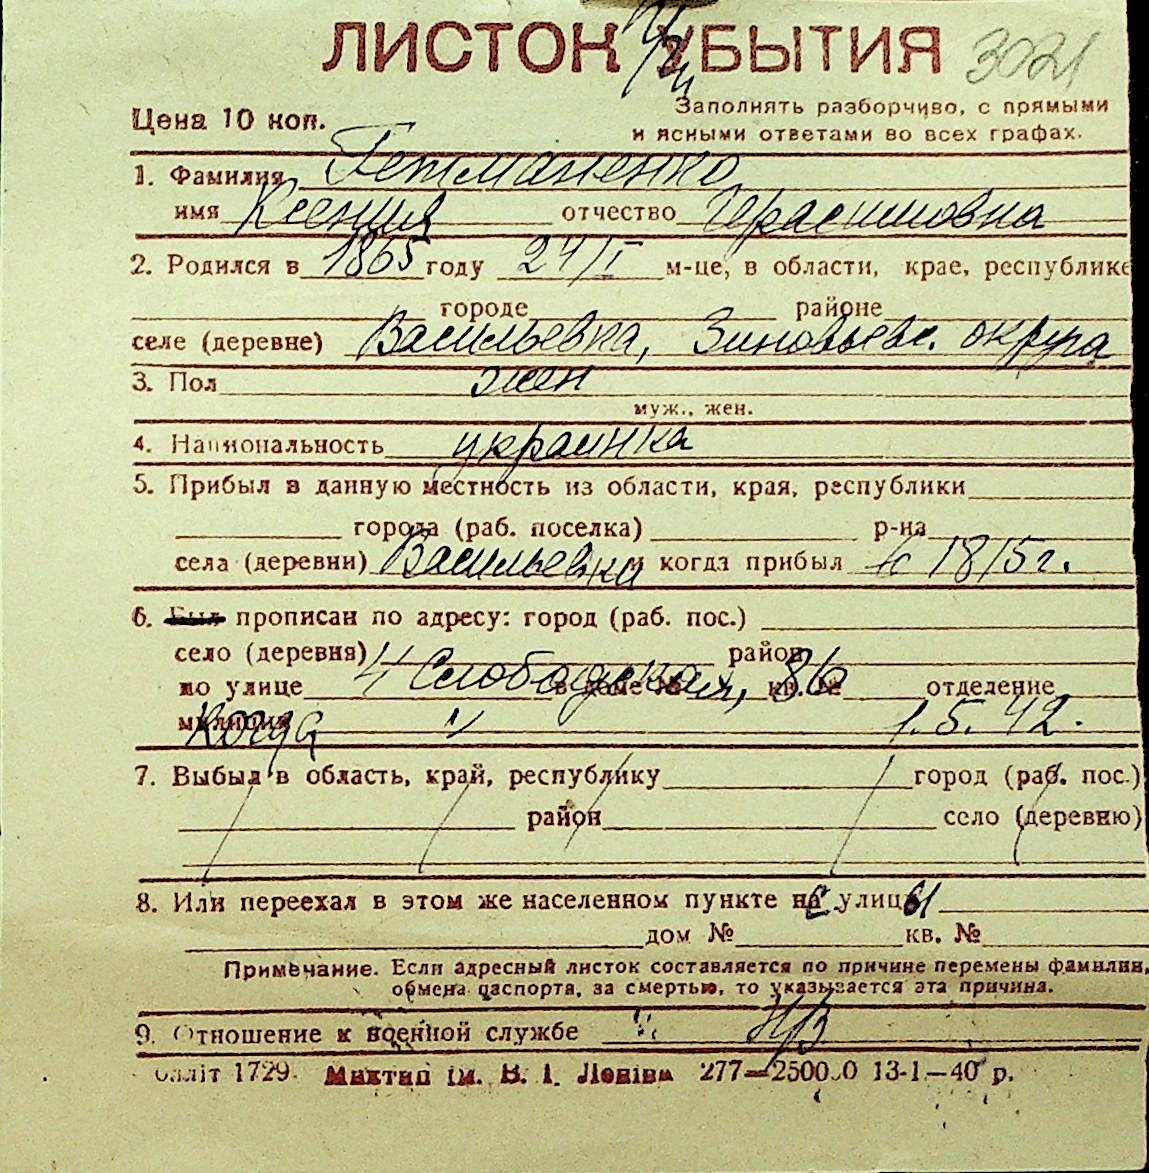 ЛИСТОК УБЫТИЯ 3021
Цена 10 коп.
Заполнять разборчиво, с прямыми
и ясными ответами во всех графах.
1. Фамилия Гетманенко
имя Ксения отчество Герасимовна
2. Родился в 1865 году 24/I м-це, в области, крае, республике
городе районе
селе (деревне) Васильевка, Зиновьевс. округа
3. Пол жен
муж., жен.
4. Национальность украинка
5. Прибыл в данную местность из области, края, республики
города (раб. поселка) р-на
села (деревни) Васильевка и когда прибыл 1815г.
6. Был прописан по адресу: город (раб. пос.)
село (деревня) район
по улице 4 Слободская, 86 в доме № кв. № отделение
милиции когда " 1.5.42.
7. Выбыл в область, край, республику город (раб. пос.)
район село (деревню)
8. Или переехал в этом же населенном пункте с улицы
дом № кв. №
Примечание. Если адресный листок составляется по причине перемены фамилии,
обмена паспорта, за смертью, то указывается эта причина.
9. Отношение к военной службе н/в
1729. Миктип ім. В. І. Леніна 277— 13-1.—40 р.